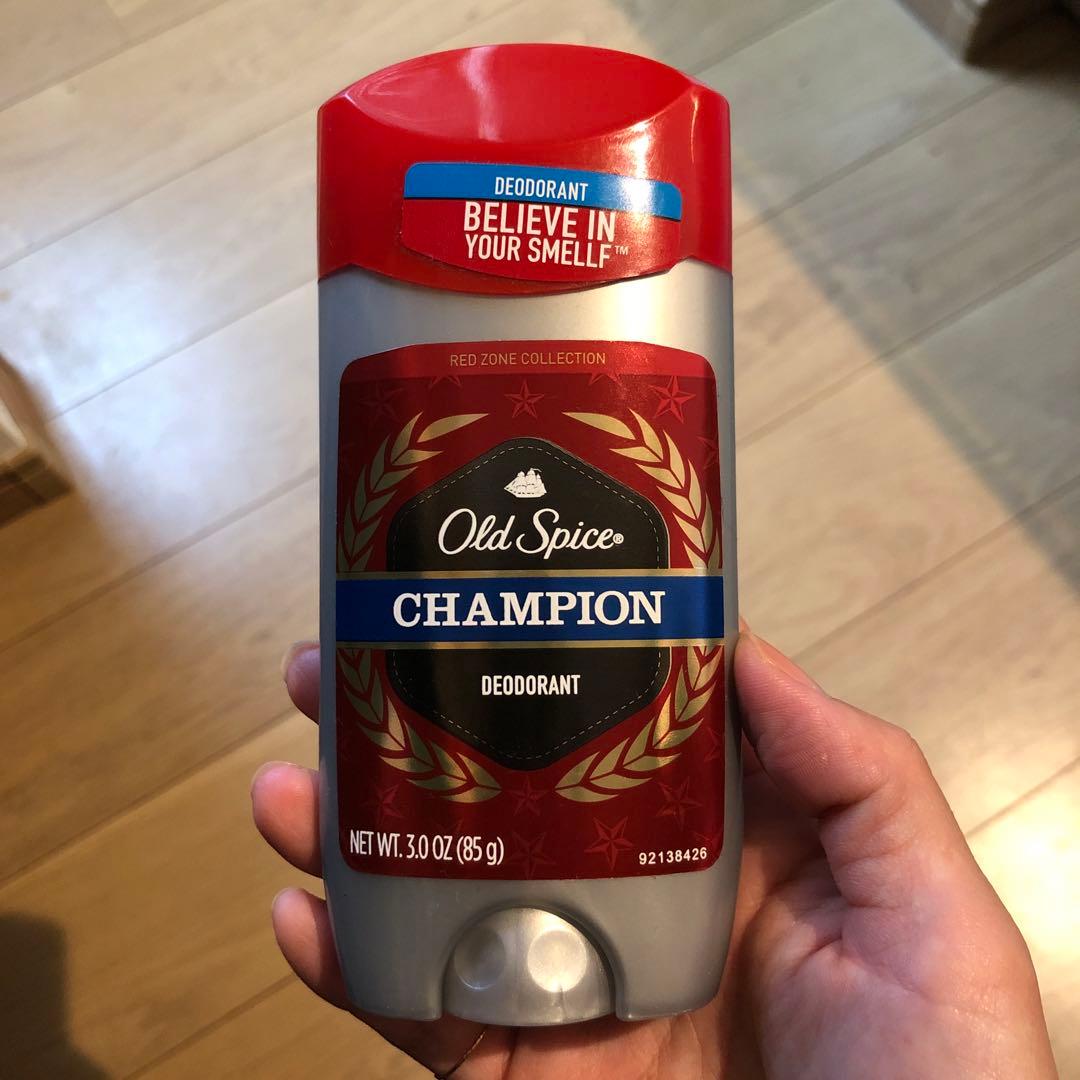 DEODORANT
BELIEVE IN
YOUR SMELLF™
RED ZONE COLLECTION
Old Spice®
CHAMPION
DEODORANT
NET WT. 3.0 OZ (85 g)
92138426